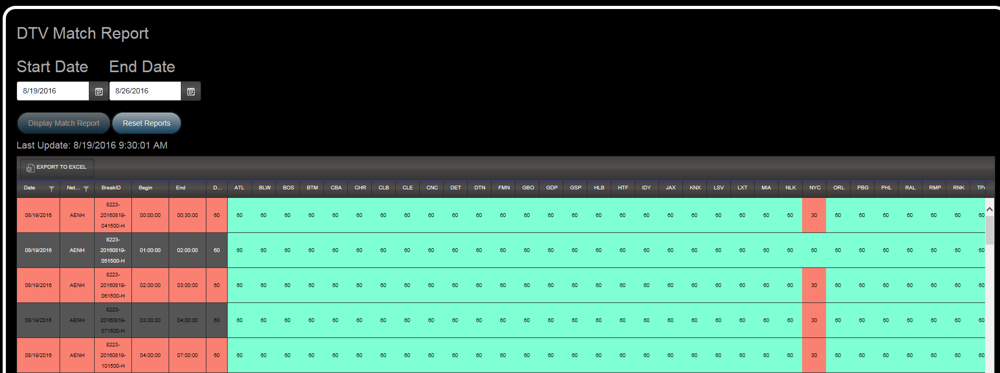 DTV Match Report
Start Date End Date
8/19/2016 8/26/2016
Display Match Report Reset Reports
Last Update: 8/19/2016 9:30:01 AM
EXPORT TO EXCEL
Date Net... BreakID Begin End D... ATL BLW BOS BTM CBA CHR CLB CLE CNC DET DTN FMN GBO GDP GSP HLB HTF IDY JAX KNX LSV LXT MIA NLK NYC ORL PBG PHL RAL RMP RNK TPA
8223-
08/19/2016 AENH 20160819- 00:00:00 00:30:00 60 60 60 60 60 60 60 60 60 60 60 60 60 60 60 60 60 60 60 60 60 60 60 60 60 30 60 60 60 60 60 60 60
041500-H
8223-
08/19/2016 AENH 20160819- 01:00:00 02:00:00 60 60 60 60 60 60 60 60 60 60 60 60 60 60 60 60 60 60 60 60 60 60 60 60 60 60 60 60 60 60 60 60 60
051500-H
8223-
08/19/2016 AENH 20160819- 02:00:00 03:00:00 60 60 60 60 60 60 60 60 60 60 60 60 60 60 60 60 60 60 60 60 60 60 60 60 60 30 60 60 60 60 60 60 60
061500-H
8223-
08/19/2016 AENH 20160819- 03:00:00 04:00:00 60 60 60 60 60 60 60 60 60 60 60 60 60 60 60 60 60 60 60 60 60 60 60 60 60 30 60 60 60 60 60 60 60
071500-H
8223-
08/19/2016 AENH 20160819- 04:00:00 07:00:00 60 60 60 60 60 60 60 60 60 60 60 60 60 60 60 60 60 60 60 60 60 60 60 60 60 30 60 60 60 60 60 60 60
101500-H